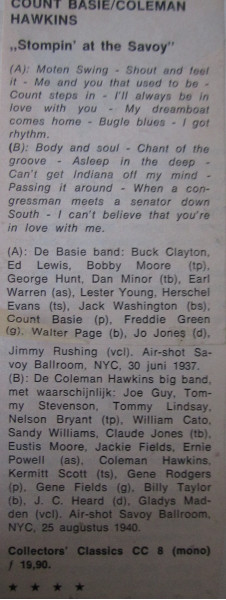 COUNT BASIE/COLEMAN
HAWKINS
„Stompin' at the Savoy"
(A): Moten Swing - Shout and feel
it - Me and you that used to be -
Count steps in - I'll always be in
love with you - My dreamboat
comes home - Bugle blues - I got
rhythm.
(B): Body and soul - Chant of the
groove - Asleep in the deep -
Can't get Indiana off my mind -
Passing it around - When a con-
gressman meets a senator down
South - I can't believe that you're
in love with me.
(A): De Basie band: Buck Clayton,
Ed Lewis, Bobby Moore (tp),
George Hunt, Dan Minor (tb), Earl
Warren (as), Lester Young, Herschel
Evans (ts), Jack Washington (bs),
Count Basie (p), Freddie Green
(g), Walter Page (b), Jo Jones (d),
Jimmy Rushing (vcl). Air-shot Sa-
voy Ballroom, NYC, 30 juni 1937.
(B): De Coleman Hawkins big band,
met waarschijnlijk: Joe Guy, Tom-
my Stevenson, Tommy Lindsay,
Nelson Bryant (tp), William Cato,
Sandy Williams, Claude Jones (tb),
Eustis Moore, Jackie Fields, Ernie
Powell (as), Coleman Hawkins,
Kermitt Scott (ts), Gene Rodgers
(p), Gene Fields (g), Billy Taylor
(b), J. C. Heard (d), Gladys Mad-
den (vcl). Air-shot Savoy Ballroom,
NYC, 25 augustus 1940.
Collectors' Classics CC 8 (mono)
ƒ 19,90.
★ ★ ★ ★